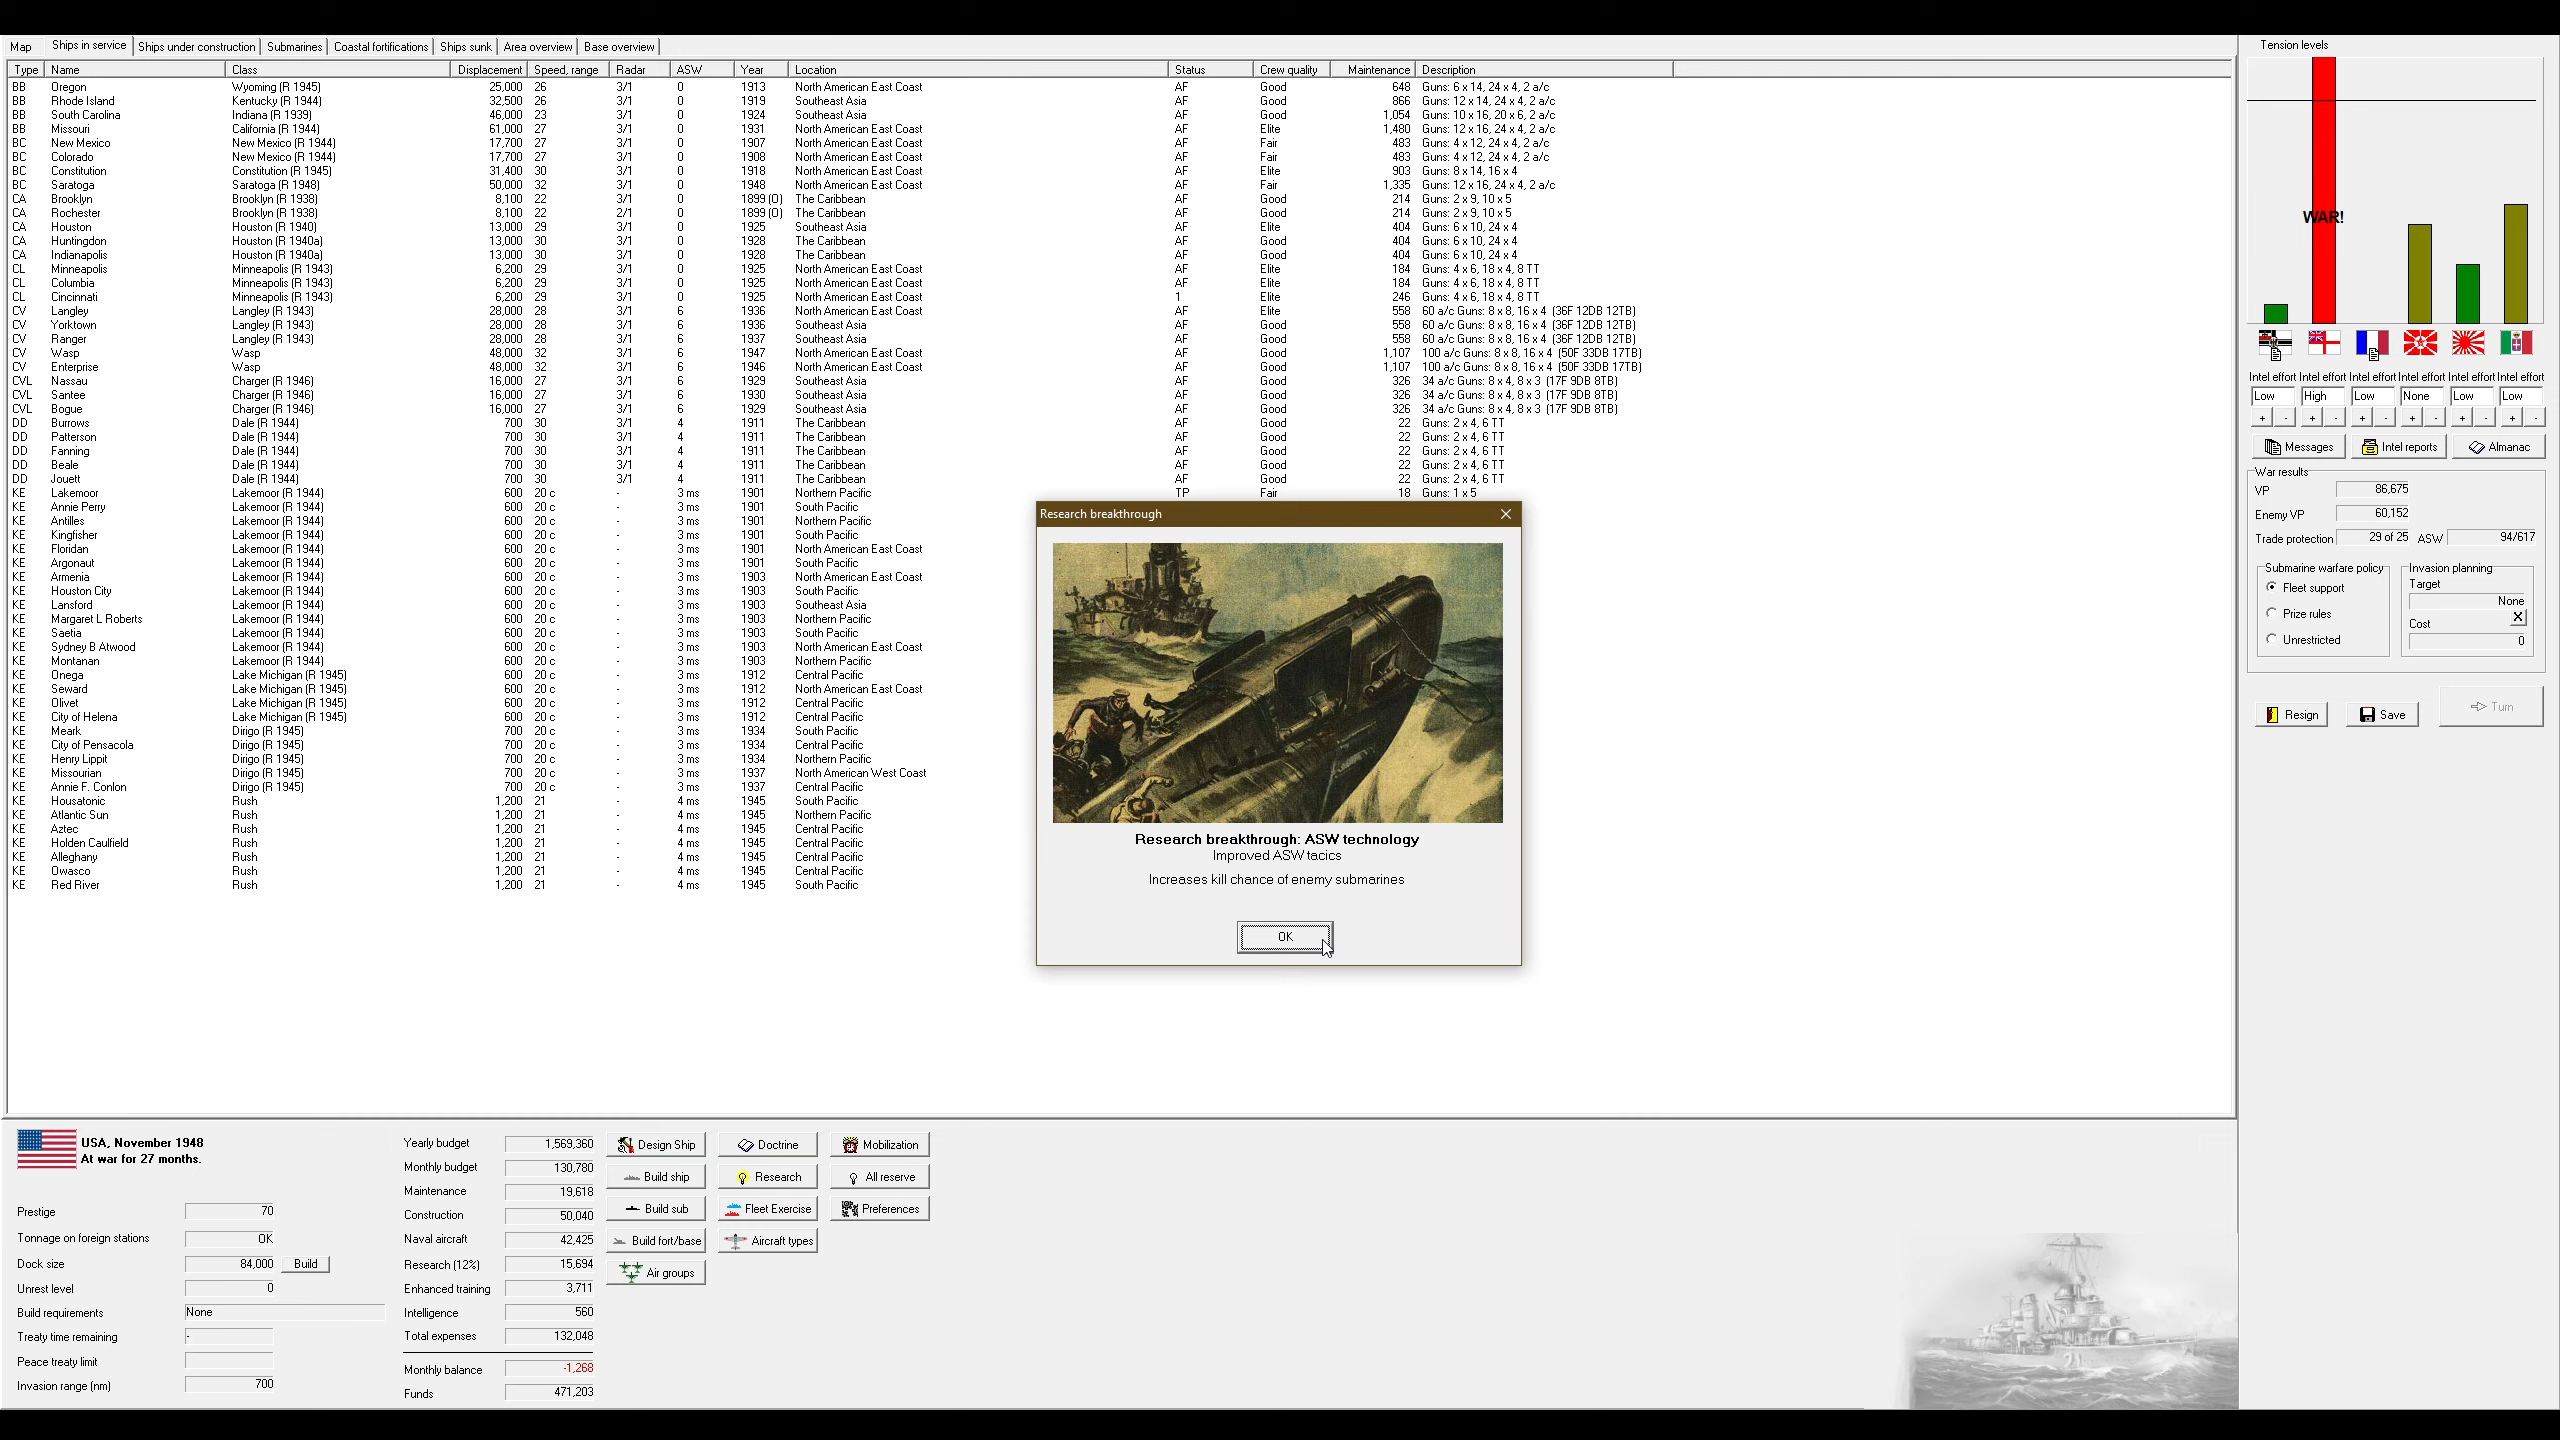 Map Ships in service Ships under construction Submarines Coastal fortifications Ships sunk Area overview Base overview
Type Name Class Displacement Speed, range Radar ASW Year Location Status Crew quality Maintenance Description
BB Oregon Wyoming (R 1945) 25,000 26 3/1 0 1913 North American East Coast AF Good 648 Guns: 6 x 14, 24 x 4, 2 a/c
BB Rhode Island Kentucky (R 1944) 32,500 26 3/1 0 1919 Southeast Asia AF Good 866 Guns: 12 x 14, 24 x 4, 2 a/c
BB South Carolina Indiana (R 1939) 46,000 23 3/1 0 1924 Southeast Asia AF Good 1,054 Guns: 10 x 16, 20 x 6, 2 a/c
BB Missouri California (R 1944) 61,000 27 3/1 0 1931 North American East Coast AF Elite 1,480 Guns: 12 x 16, 24 x 4, 2 a/c
BC New Mexico New Mexico (R 1944) 17,700 27 3/1 0 1907 North American East Coast AF Fair 483 Guns: 4 x 12, 24 x 4, 2 a/c
BC Colorado New Mexico (R 1944) 17,700 27 3/1 0 1908 North American East Coast AF Fair 483 Guns: 4 x 12, 24 x 4, 2 a/c
BC Constitution Constitution (R 1945) 31,400 30 3/1 0 1918 North American East Coast AF Elite 903 Guns: 8 x 14, 16 x 4
BC Saratoga Saratoga (R 1948) 50,000 32 3/1 0 1948 North American East Coast AF Fair 1,335 Guns: 12 x 16, 24 x 4, 2 a/c
CA Brooklyn Brooklyn (R 1938) 8,100 22 3/1 0 1899 (O) The Caribbean AF Good 214 Guns: 2 x 9, 10 x 5
CA Rochester Brooklyn (R 1938) 8,100 22 2/1 0 1899 (O) The Caribbean AF Good 214 Guns: 2 x 9, 10 x 5
CA Houston Houston (R 1940) 13,000 29 3/1 0 1925 Southeast Asia AF Elite 404 Guns: 6 x 10, 24 x 4
CA Huntingdon Houston (R 1940a) 13,000 30 3/1 0 1928 The Caribbean AF Good 404 Guns: 6 x 10, 24 x 4
CA Indianapolis Houston (R 1940a) 13,000 30 3/1 0 1928 The Caribbean AF Good 404 Guns: 6 x 10, 24 x 4
CL Minneapolis Minneapolis (R 1943) 6,200 29 3/1 0 1925 North American East Coast AF Elite 184 Guns: 4 x 6, 18 x 4, 8 TT
CL Columbia Minneapolis (R 1943) 6,200 29 3/1 0 1925 North American East Coast AF Elite 184 Guns: 4 x 6, 18 x 4, 8 TT
CL Cincinnati Minneapolis (R 1943) 6,200 29 3/1 0 1925 North American East Coast 1 Elite 246 Guns: 4 x 6, 18 x 4, 8 TT
CV Langley Langley (R 1943) 28,000 28 3/1 6 1936 North American East Coast AF Elite 558 60 a/c Guns: 8 x 8, 16 x 4 (36F 12DB 12TB)
CV Yorktown Langley (R 1943) 28,000 28 3/1 6 1936 Southeast Asia AF Good 558 60 a/c Guns: 8 x 8, 16 x 4 (36F 12DB 12TB)
CV Ranger Langley (R 1943) 28,000 28 3/1 6 1937 Southeast Asia AF Good 558 60 a/c Guns: 8 x 8, 16 x 4 (36F 12DB 12TB)
CV Wasp Wasp 48,000 32 3/1 6 1947 North American East Coast AF Good 1,107 100 a/c Guns: 8 x 8, 16 x 4 (50F 33DB 17TB)
CV Enterprise Wasp 48,000 32 3/1 6 1946 North American East Coast AF Good 1,107 100 a/c Guns: 8 x 8, 16 x 4 (50F 33DB 17TB)
CVL Nassau Charger (R 1946) 16,000 27 3/1 6 1929 Southeast Asia AF Good 326 34 a/c Guns: 8 x 4, 8 x 3 (17F 9DB 8TB)
CVL Santee Charger (R 1946) 16,000 27 3/1 6 1930 Southeast Asia AF Good 326 34 a/c Guns: 8 x 4, 8 x 3 (17F 9DB 8TB)
CVL Bogue Charger (R 1946) 16,000 27 3/1 6 1929 Southeast Asia AF Good 326 34 a/c Guns: 8 x 4, 8 x 3 (17F 9DB 8TB)
DD Burrows Dale (R 1944) 700 30 3/1 4 1911 The Caribbean AF Good 22 Guns: 2 x 4, 6 TT
DD Patterson Dale (R 1944) 700 30 3/1 4 1911 The Caribbean AF Good 22 Guns: 2 x 4, 6 TT
DD Fanning Dale (R 1944) 700 30 3/1 4 1911 The Caribbean AF Good 22 Guns: 2 x 4, 6 TT
DD Beale Dale (R 1944) 700 30 3/1 4 1911 The Caribbean AF Good 22 Guns: 2 x 4, 6 TT
DD Jouett Dale (R 1944) 700 30 3/1 4 1911 The Caribbean AF Good 22 Guns: 2 x 4, 6 TT
KE Lakemoor Lakemoor (R 1944) 600 20 c - 3 ms 1901 Northern Pacific TP Fair 18 Guns: 1 x 5
KE Annie Perry Lakemoor (R 1944) 600 20 c - 3 ms 1901 South Pacific
KE Antilles Lakemoor (R 1944) 600 20 c - 3 ms 1901 Northern Pacific
KE Kingfisher Lakemoor (R 1944) 600 20 c - 3 ms 1901 South Pacific
KE Floridan Lakemoor (R 1944) 600 20 c - 3 ms 1901 North American East Coast
KE Argonaut Lakemoor (R 1944) 600 20 c - 3 ms 1901 South Pacific
KE Armenia Lakemoor (R 1944) 600 20 c - 3 ms 1903 North American East Coast
KE Houston City Lakemoor (R 1944) 600 20 c - 3 ms 1903 South Pacific
KE Lansford Lakemoor (R 1944) 600 20 c - 3 ms 1903 Southeast Asia
KE Margaret L Roberts Lakemoor (R 1944) 600 20 c - 3 ms 1903 Northern Pacific
KE Saetia Lakemoor (R 1944) 600 20 c - 3 ms 1903 South Pacific
KE Sydney B Atwood Lakemoor (R 1944) 600 20 c - 3 ms 1903 North American East Coast
KE Montanan Lakemoor (R 1944) 600 20 c - 3 ms 1903 Northern Pacific
KE Onega Lake Michigan (R 1945) 600 20 c - 3 ms 1912 Central Pacific
KE Seward Lake Michigan (R 1945) 600 20 c - 3 ms 1912 North American East Coast
KE Olivet Lake Michigan (R 1945) 600 20 c - 3 ms 1912 Central Pacific
KE City of Helena Lake Michigan (R 1945) 600 20 c - 3 ms 1912 Central Pacific
KE Meark Dirigo (R 1945) 700 20 c - 3 ms 1934 South Pacific
KE City of Pensacola Dirigo (R 1945) 700 20 c - 3 ms 1934 Central Pacific
KE Henry Lippit Dirigo (R 1945) 700 20 c - 3 ms 1934 Northern Pacific
KE Missourian Dirigo (R 1945) 700 20 c - 3 ms 1937 North American West Coast
KE Annie F. Conlon Dirigo (R 1945) 700 20 c - 3 ms 1937 Central Pacific
KE Housatonic Rush 1,200 21 - 4 ms 1945 South Pacific
KE Atlantic Sun Rush 1,200 21 - 4 ms 1945 Northern Pacific
KE Aztec Rush 1,200 21 - 4 ms 1945 Central Pacific
KE Holden Caulfield Rush 1,200 21 - 4 ms 1945 Central Pacific
KE Alleghany Rush 1,200 21 - 4 ms 1945 Central Pacific
KE Owasco Rush 1,200 21 - 4 ms 1945 Central Pacific
KE Red River Rush 1,200 21 - 4 ms 1945 South Pacific
Research breakthrough
Research breakthrough: ASW technology
Improved ASW tacics
Increases kill chance of enemy submarines
OK
Tension levels
WAR!
Intel effort Intel effort Intel effort Intel effort Intel effort Intel effort
Low High Low None Low Low
+ - + - + - + - + - + -
Messages Intel reports Almanac
War results
VP 86,675
Enemy VP 60,152
Trade protection 29 of 25 ASW 94/617
Submarine warfare policy
Fleet support
Prize rules
Unrestricted
Invasion planning
Target
None
Cost X
0
Resign Save Turn
USA, November 1948
At war for 27 months.
Prestige 70
Tonnage on foreign stations OK
Dock size 84,000 Build
Unrest level 0
Build requirements None
Treaty time remaining -
Peace treaty limit
Invasion range (nm) 700
Yearly budget 1,569,360
Monthly budget 130,780
Maintenance 19,618
Construction 50,040
Naval aircraft 42,425
Research (12%) 15,694
Enhanced training 3,711
Intelligence 560
Total expenses 132,048
Monthly balance -1,268
Funds 471,203
Design Ship Doctrine Mobilization
Build ship Research All reserve
Build sub Fleet Exercise Preferences
Build fort/base Aircraft types
Air groups